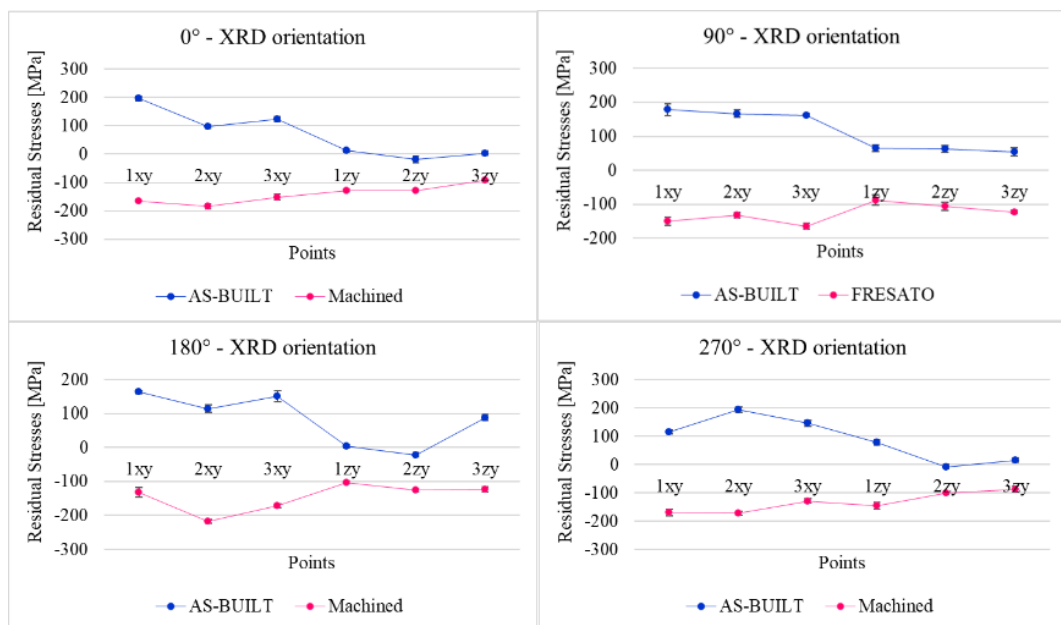 0° - XRD orientation
Residual Stresses [MPa]
300
200
100
0
-100
-200
-300
1xy 2xy 3xy 1zy 2zy 3zy
Points
AS-BUILT Machined
90° - XRD orientation
Residual Stresses [MPa]
300
200
100
0
-100
-200
1xy 2xy 3xy 1zy 2zy 3zy
Points
AS-BUILT FRESATO
180° - XRD orientation
Residual Stresses [MPa]
200
100
0
-100
-200
-300
1xy 2xy 3xy 1zy 2zy 3zy
Points
AS-BUILT Machined
270° - XRD orientation
Residual Stresses [MPa]
300
200
100
0
-100
-200
-300
1xy 2xy 3xy 1zy 2zy 3zy
Points
AS-BUILT Machined